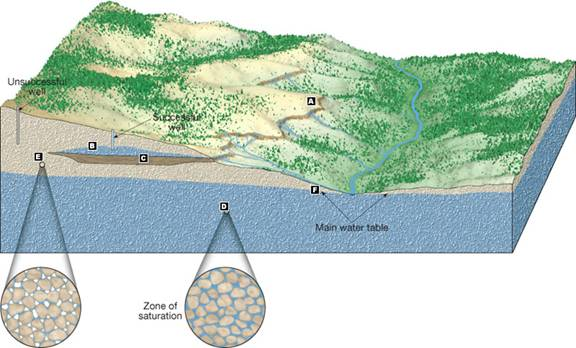 Unsuccessful
well
Successful
well
A
B
C
E
F
D
Main water table
Zone of
saturation